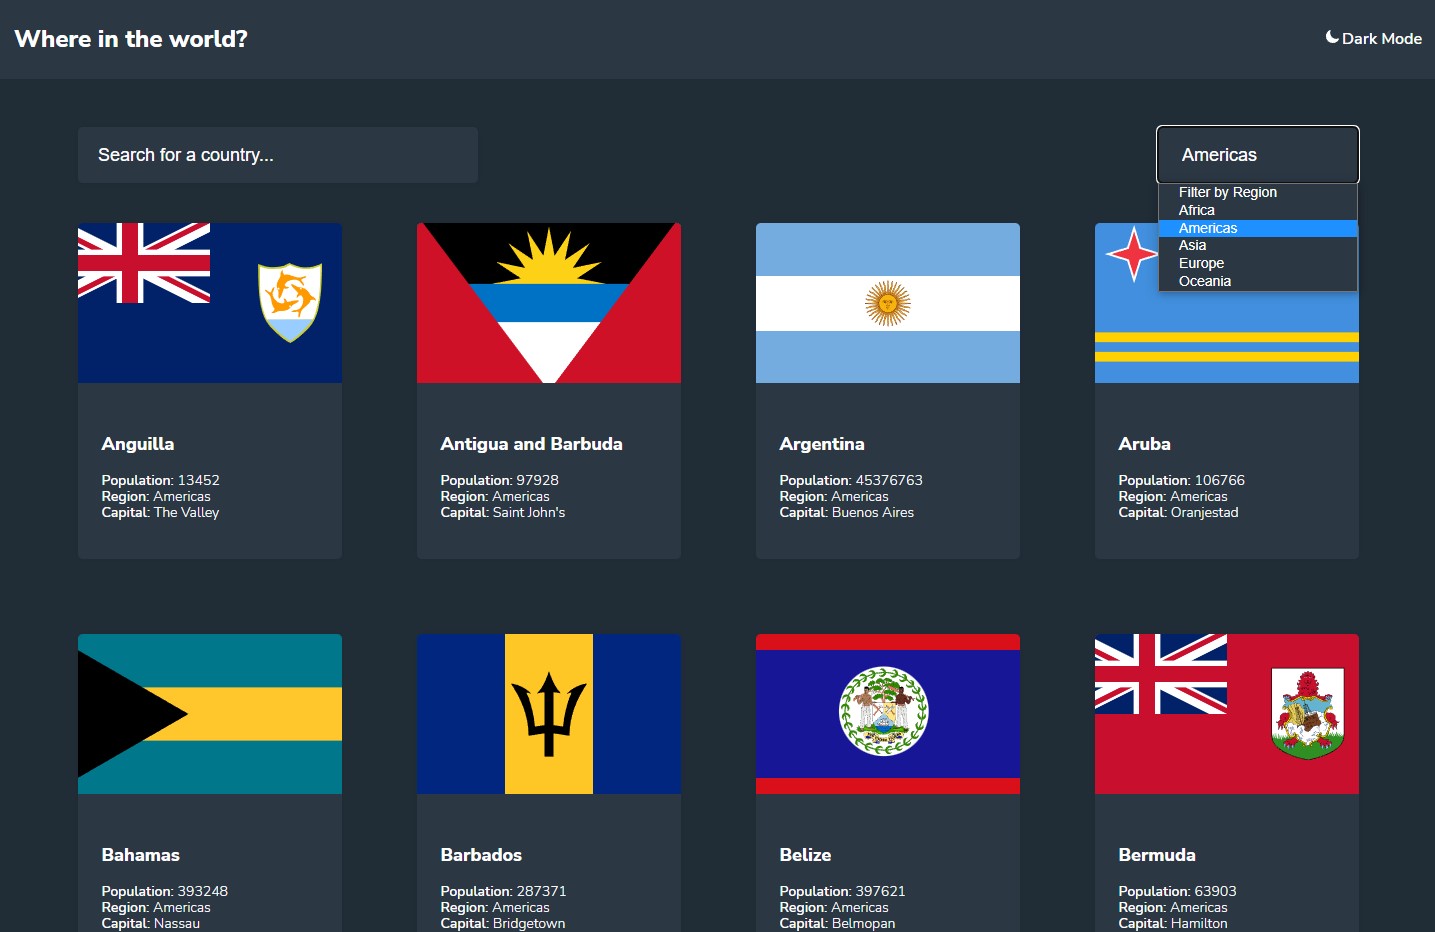 Where in the world?
Dark Mode
Search for a country...
Americas
Filter by Region
Africa
Americas
Asia
Europe
Oceania
Anguilla
Population: 13452
Region: Americas
Capital: The Valley
Antigua and Barbuda
Population: 97928
Region: Americas
Capital: Saint John's
Argentina
Population: 45376763
Region: Americas
Capital: Buenos Aires
Aruba
Population: 106766
Region: Americas
Capital: Oranjestad
Bahamas
Population: 393248
Region: Americas
Capital: Nassau
Barbados
Population: 287371
Region: Americas
Capital: Bridgetown
Belize
Population: 397621
Region: Americas
Capital: Belmopan
Bermuda
Population: 63903
Region: Americas
Capital: Hamilton